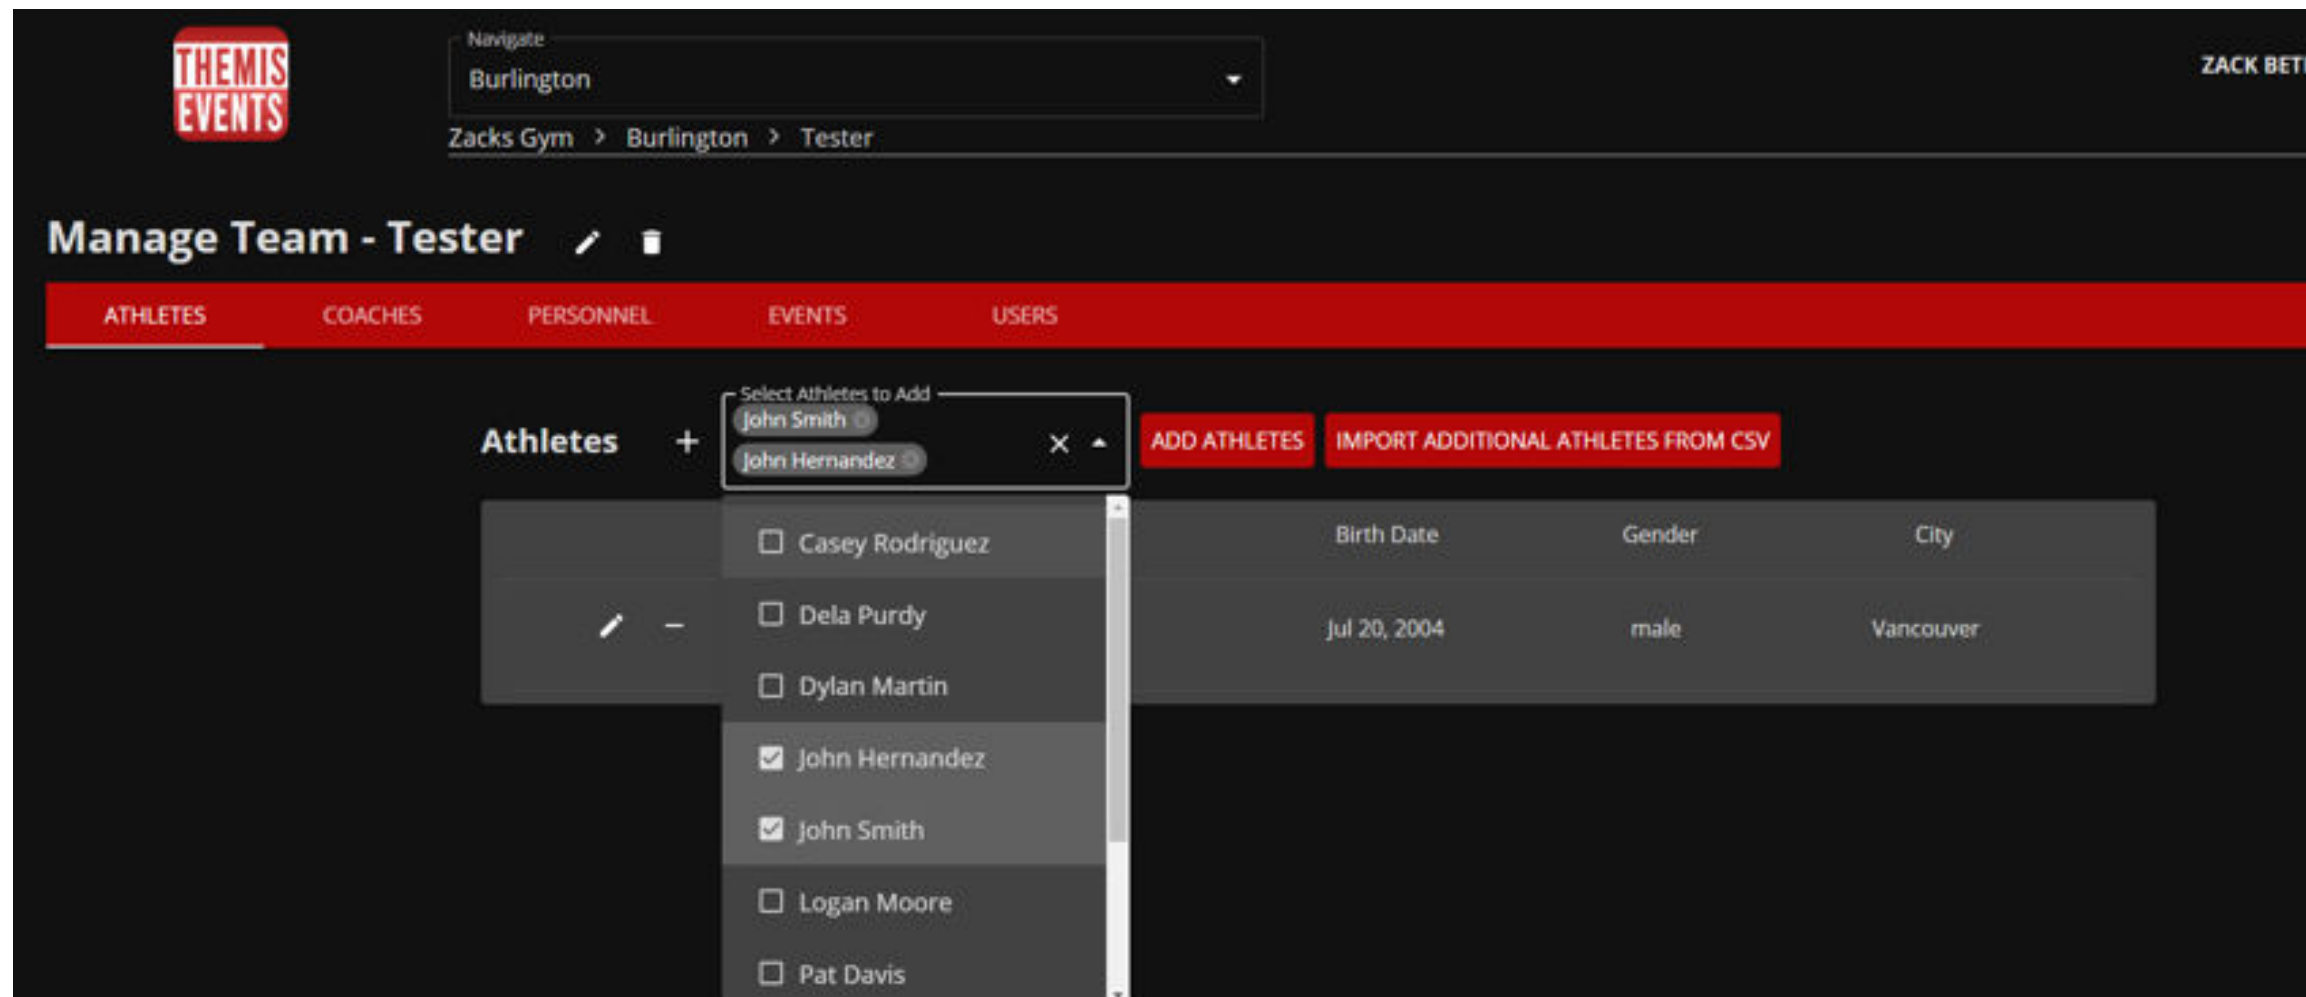 THEMIS
EVENTS
Navigate
Burlington
ZACK
Zacks Gym > Burlington > Tester
Manage Team - Tester
ATHLETES COACHES PERSONNEL EVENTS USERS
Select Athletes to Add
John Smith
Athletes +
John Hernandez
ADD ATHLETES IMPORT ADDITIONAL ATHLETES FROM CSV
Birth Date Gender City
Casey Rodriguez
Dela Purdy
Jul 20, 2004 male Vancouver
Dylan Martin
John Hernandez
John Smith
Logan Moore
Pat Davis